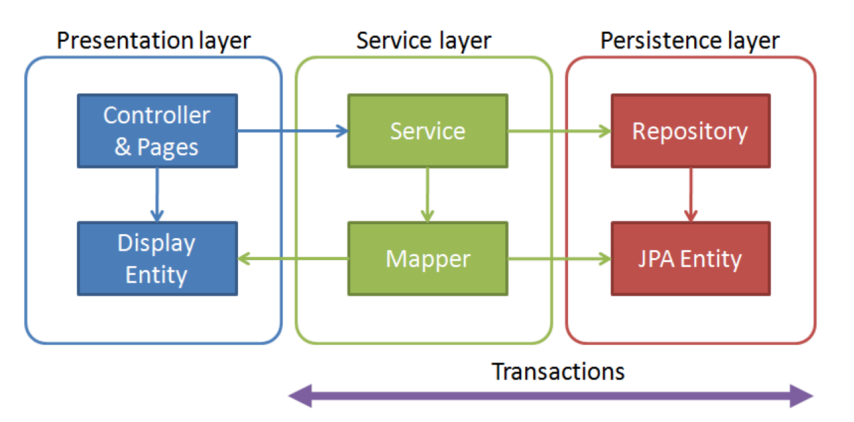 Presentation layer
Service layer
Persistence layer
Controller
& Pages
Service
Repository
Display
Entity
Mapper
JPA Entity
Transactions